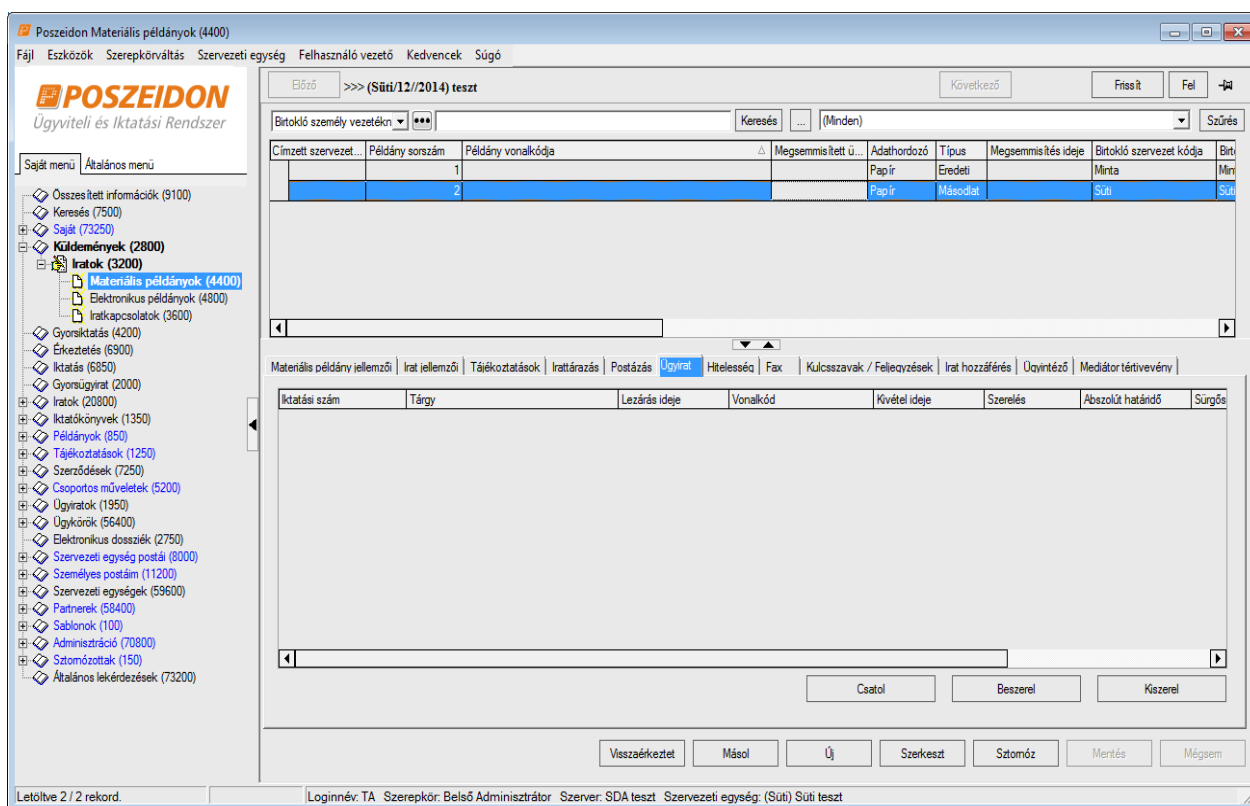 Poszeidon Materiális példányok (4400)
Fájl Eszközök Szerepkörváltás Szervezeti egység Felhasználó vezető Kedvencek Súgó
POSZEIDON
Ügyviteli és Iktatási Rendszer
Saját menü Általános menü
Összesített információk (9100)
Keresés (7500)
Saját (73250)
Küldemények (2800)
Iratok (3200)
Materiális példányok (4400)
Elektronikus példányok (4800)
Iratkapcsolatok (3600)
Gyorsiktatás (4200)
Érkeztetés (6900)
Iktatás (6850)
Gyorsügyirat (2000)
Iratok (20800)
Iktatókönyvek (1350)
Példányok (850)
Tájékoztatások (1250)
Szerződések (7250)
Csoportos műveletek (5200)
Ügyiratok (1950)
Ügykörök (56400)
Elektronikus dossziék (2750)
Szervezeti egység postái (8000)
Személyes postáim (11200)
Szervezeti egységek (59600)
Partnerek (58400)
Sablonok (100)
Adminisztráció (70800)
Sztornózottak (150)
Általános lekérdezések (73200)
Előző >>> (Süti/12//2014) teszt Következő Frissít Fel
Birtokló személy vezetékn ••• Keresés ... (Minden) Szűrés
Címzett szervezet... Példány sorszám Példány vonalkódja Megsemmisített ü... Adathordozó Típus Megsemmisítés ideje Birtokló szervezet kódja Birt
1 Papír Eredeti Minta Min
2 Papír Másodlat Süti Süti
Materiális példány jellemzői Irat jellemzői Tájékoztatások Irattárazás Postázás Ügyirat Hitelesség Fax Kulcsszavak / Feljegyzések Irat hozzáférés Ügyintéző Mediátor tértivevény
Iktatási szám Tárgy Lezárás ideje Vonalkód Kivétel ideje Szerelés Abszolút határidő Sürgős
Csatol Beszerel Kiszerel
Visszaérkeztet Másol Új Szerkeszt Sztornóz Mentés Mégsem
Letöltve 2 / 2 rekord. Loginnév: TA Szerepkör: Belső Adminisztrátor Szerver: SDA teszt Szervezeti egység: (Süti) Süti teszt